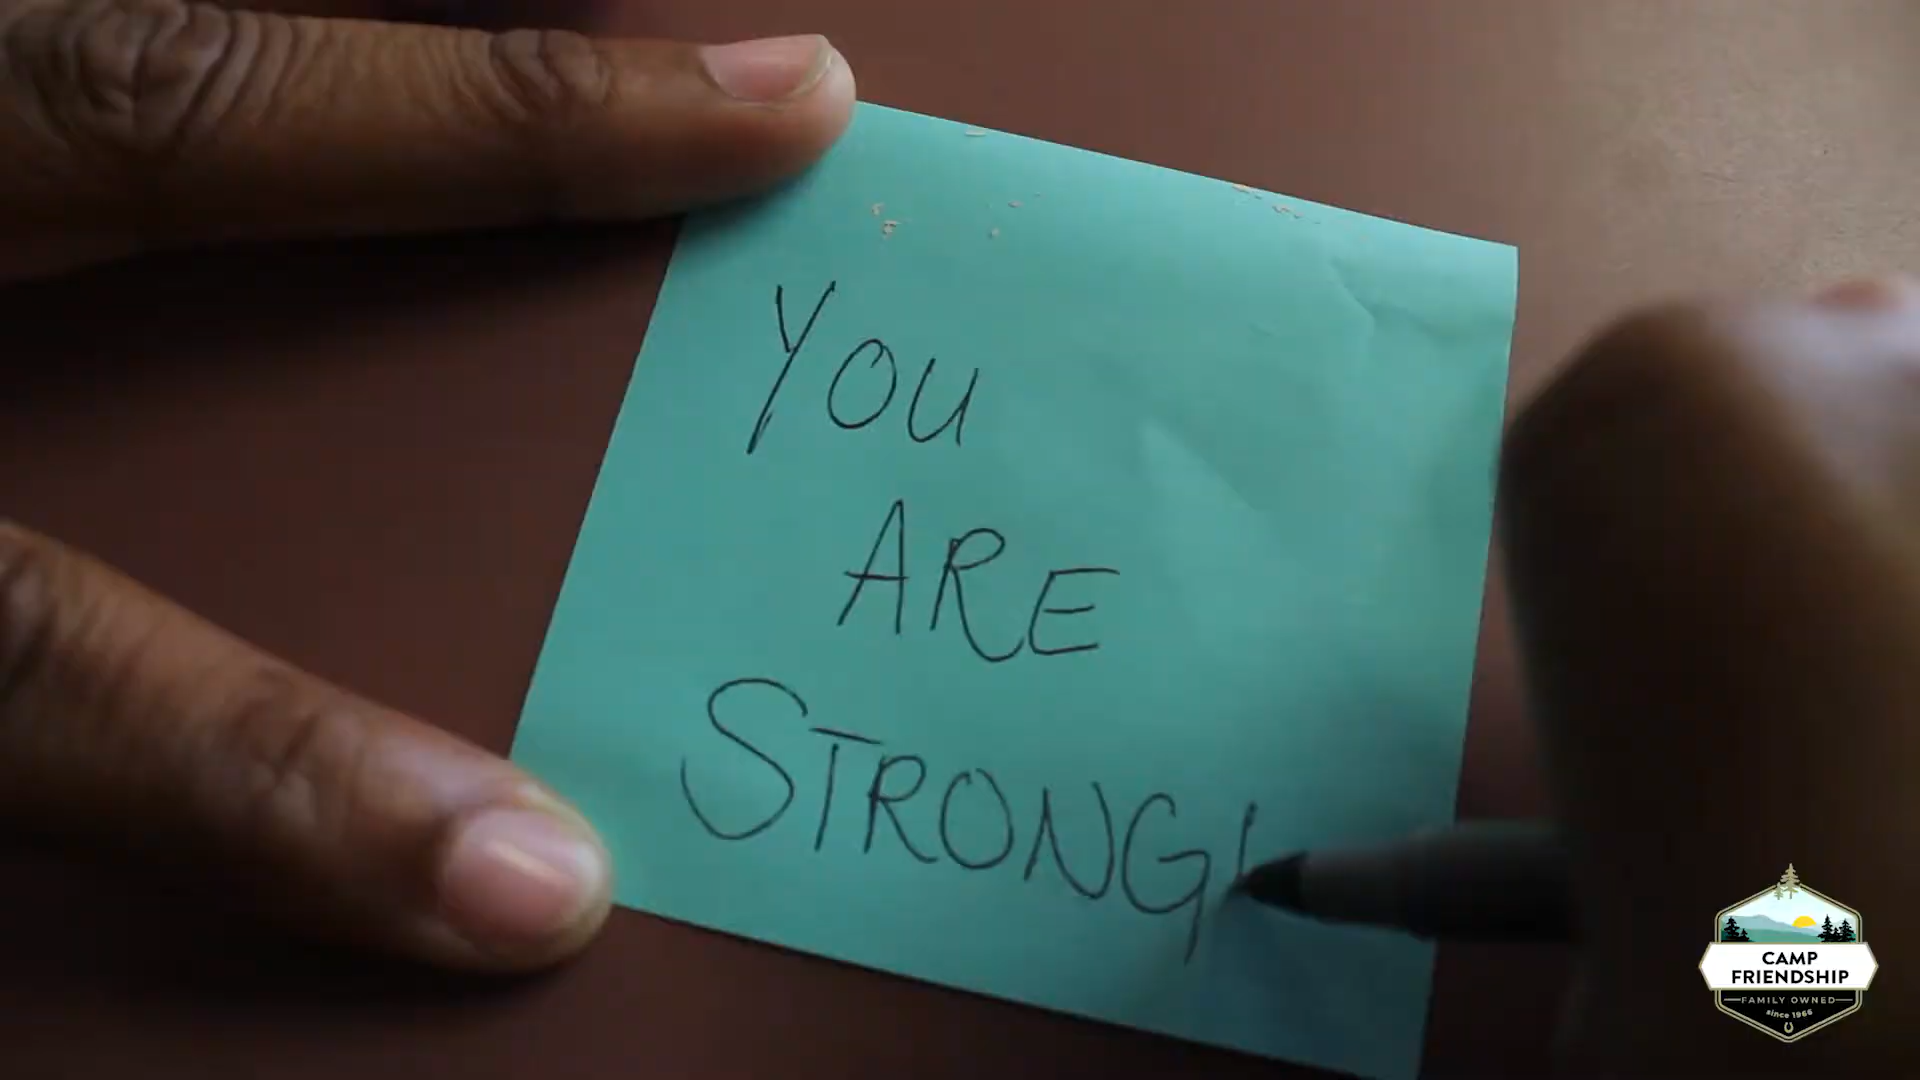 YOU
ARE
STRONG!
CAMP
FRIENDSHIP
FAMILY OWNED
since 1966